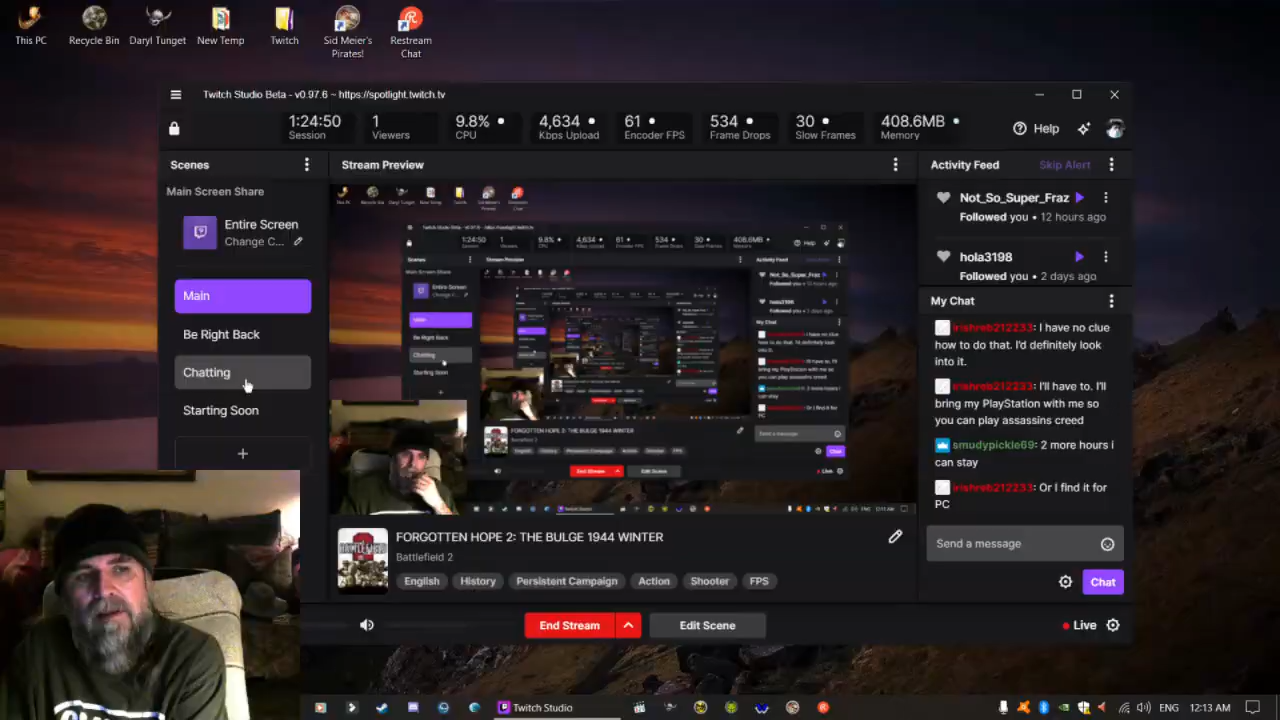 This PC
Recycle Bin
Daryl Tunget
New Temp
Twitch
Sid Meier's
Pirates!
Restream
Chat
Twitch Studio Beta - v0.97.6 ~ https://spotlight.twitch.tv
1:24:50
Session
1
Viewers
9.8%
CPU
4,634
Kbps Upload
61
Encoder FPS
534
Frame Drops
30
Slow Frames
408.6MB
Memory
Help
Scenes
Main Screen Share
Entire Screen
Change C...
Main
Be Right Back
Chatting
Starting Soon
Stream Preview
Activity Feed
Skip Alert
Not_So_Super_Fraz
Followed you • 12 hours ago
hola3198
Followed you • 2 days ago
My Chat
irishreb212233: I have no clue
how to do that. I'd definitely look
into it.
irishreb212233: I'll have to. I'll
bring my PlayStation with me so
you can play assassins creed
smudypickle69: 2 more hours i
can stay
irishreb212233: Or I find it for
PC
Send a message
Chat
FORGOTTEN HOPE 2: THE BULGE 1944 WINTER
Battlefield 2
English
History
Persistent Campaign
Action
Shooter
FPS
End Stream
Edit Scene
Live
Twitch Studio
ENG
12:13 AM